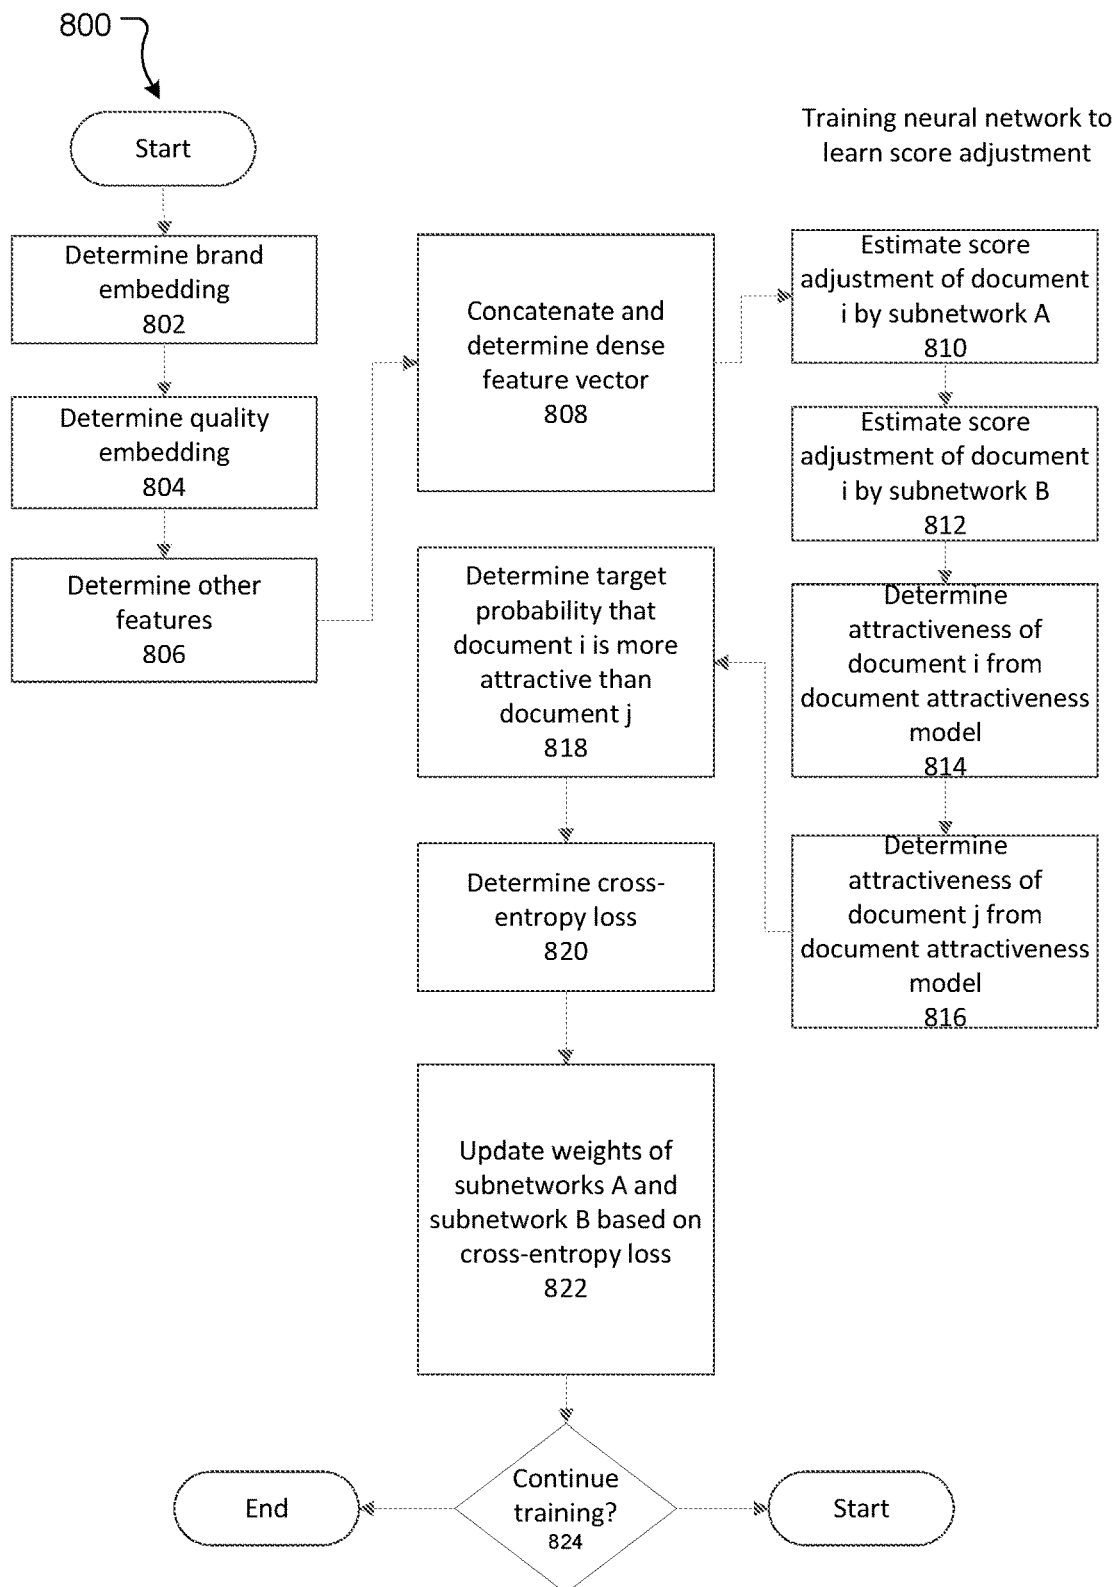 800
Start
Training neural network to
learn score adjustment
Determine brand
embedding
802
Determine quality
embedding
804
Determine other
features
806
Concatenate and
determine dense
feature vector
808
Estimate score
adjustment of document
i by subnetwork A
810
Estimate score
adjustment of document
i by subnetwork B
812
Determine
attractiveness of
document i from
document attractiveness
model
814
Determine
attractiveness of
document j from
document attractiveness
model
816
Determine target
probability that
document i is more
attractive than
document j
818
Determine cross-
entropy loss
820
Update weights of
subnetworks A and
subnetwork B based on
cross-entropy loss
822
Continue
training?
824
End
Start